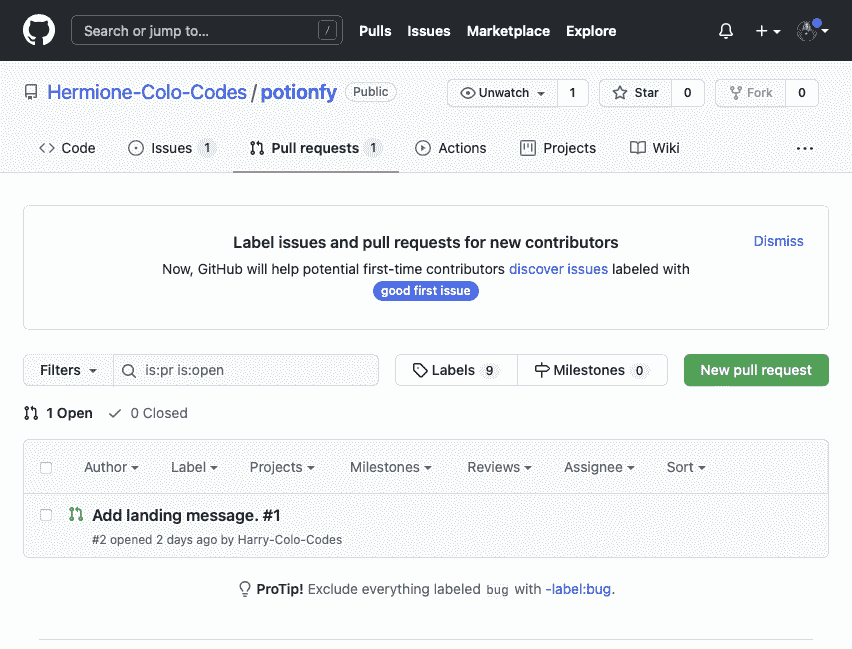 Search or jump to... / Pulls Issues Marketplace Explore
Hermione-Colo-Codes / potionfy Public Unwatch 1 Star 0 Fork 0
Code Issues 1 Pull requests 1 Actions Projects Wiki ...
Label issues and pull requests for new contributors Dismiss
Now, GitHub will help potential first-time contributors discover issues labeled with
good first issue
Filters is:pr is:open Labels 9 Milestones 0 New pull request
1 Open 0 Closed
Author Label Projects Milestones Reviews Assignee Sort
Add landing message. #1
#2 opened 2 days ago by Harry-Colo-Codes
ProTip! Exclude everything labeled bug with -label:bug.